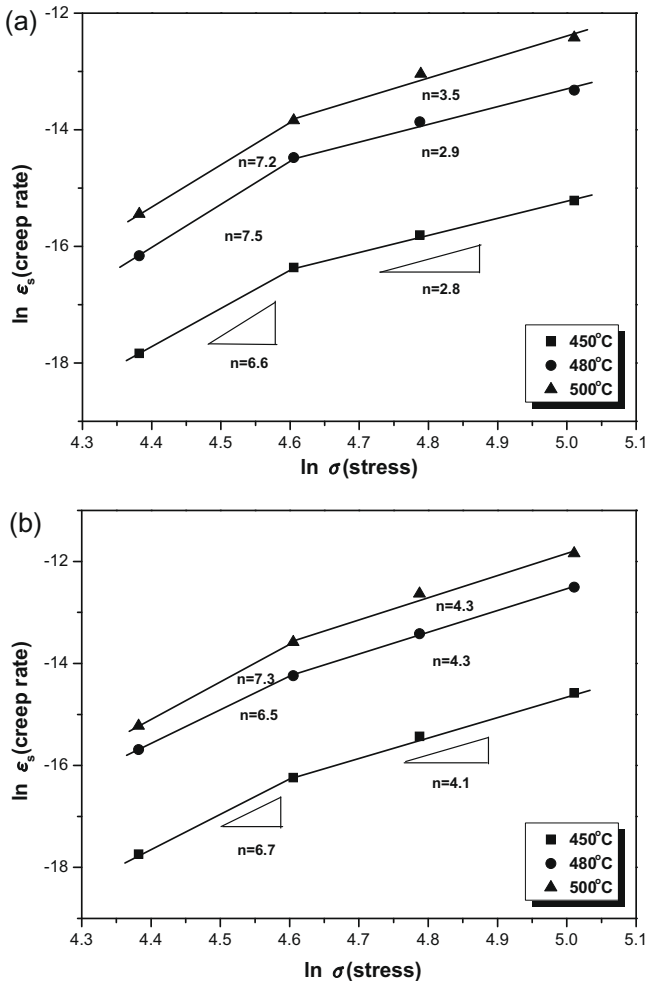 (a)
-12
-14
-16
-18
ln ε̇s(creep rate)
n=3.5
n=7.2
n=2.9
n=7.5
n=2.8
n=6.6
450°C
480°C
500°C
4.3 4.4 4.5 4.6 4.7 4.8 4.9 5.0 5.1
ln σ(stress)
(b)
-12
-14
-16
-18
ln ε̇s(creep rate)
n=4.3
n=7.3
n=4.3
n=6.5
n=4.1
n=6.7
450°C
480°C
500°C
4.3 4.4 4.5 4.6 4.7 4.8 4.9 5.0 5.1
ln σ(stress)